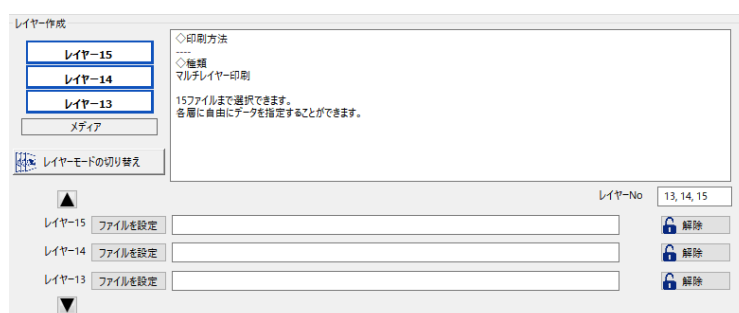 レイヤー作成
レイヤー15
レイヤー14
レイヤー13
メディア
レイヤーモードの切り替え
◇印刷方法
----
◇種類
マルチレイヤー印刷
15ファイルまで選択できます。
各層に自由にデータを指定することができます。
レイヤーNo 13, 14, 15
レイヤー15 ファイルを設定 解除
レイヤー14 ファイルを設定 解除
レイヤー13 ファイルを設定 解除